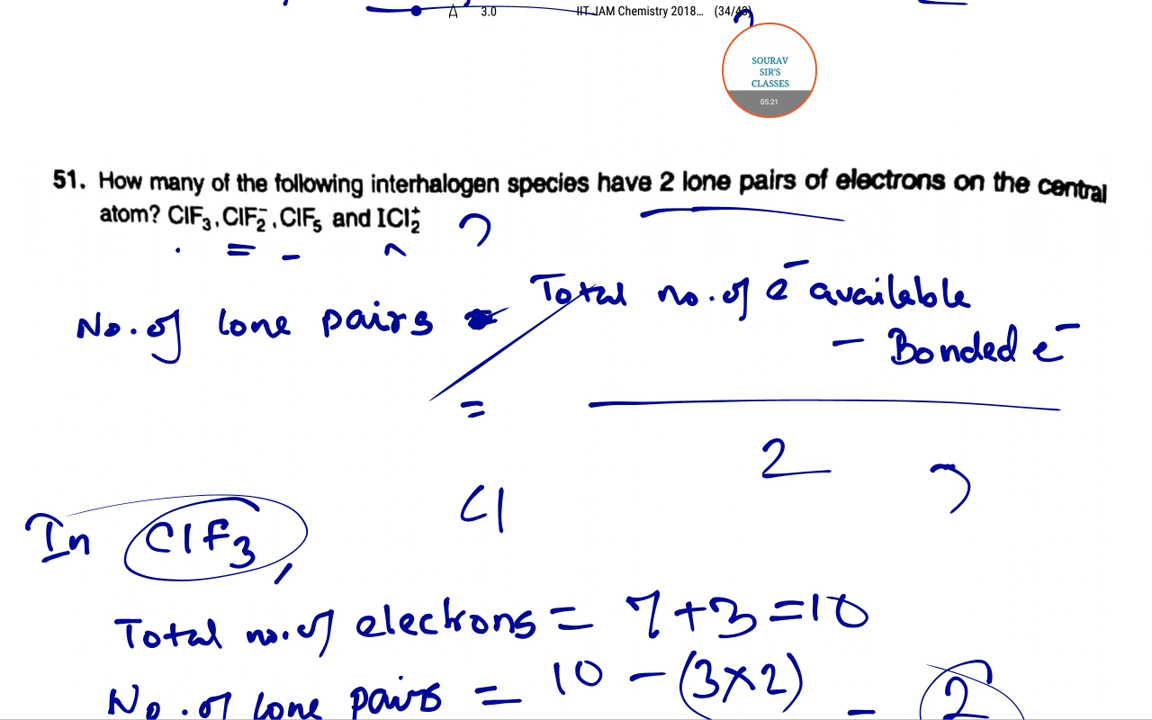 A 3.0 IIT JAM Chemistry 2018... (34/43)
SOURAV
SIR'S
CLASSES
05:21
51. How many of the following interhalogen species have 2 lone pairs of electrons on the central
atom? ClF₃, ClF₂⁻, ClF₅ and ICl₂⁺ ?
Total no. of e⁻ available
No. of lone pairs
- Bonded e⁻
=
2
Cl
In ClF₃,
Total no. of electrons = 7+3=10
No. of lone pairs = 10 - (3×2) = 2